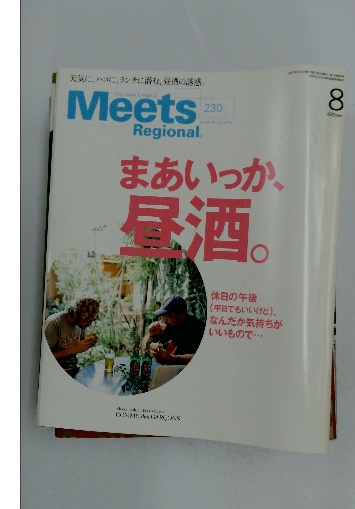 天気に、ハコに、ランチに潜む、昼酒の誘惑。
Meets
Regional
230
8
まあいっか、
昼酒。
休日の午後
(平日でもいいけど)、
なんだか気持ちが
いいもので…
COMME des GARÇONS